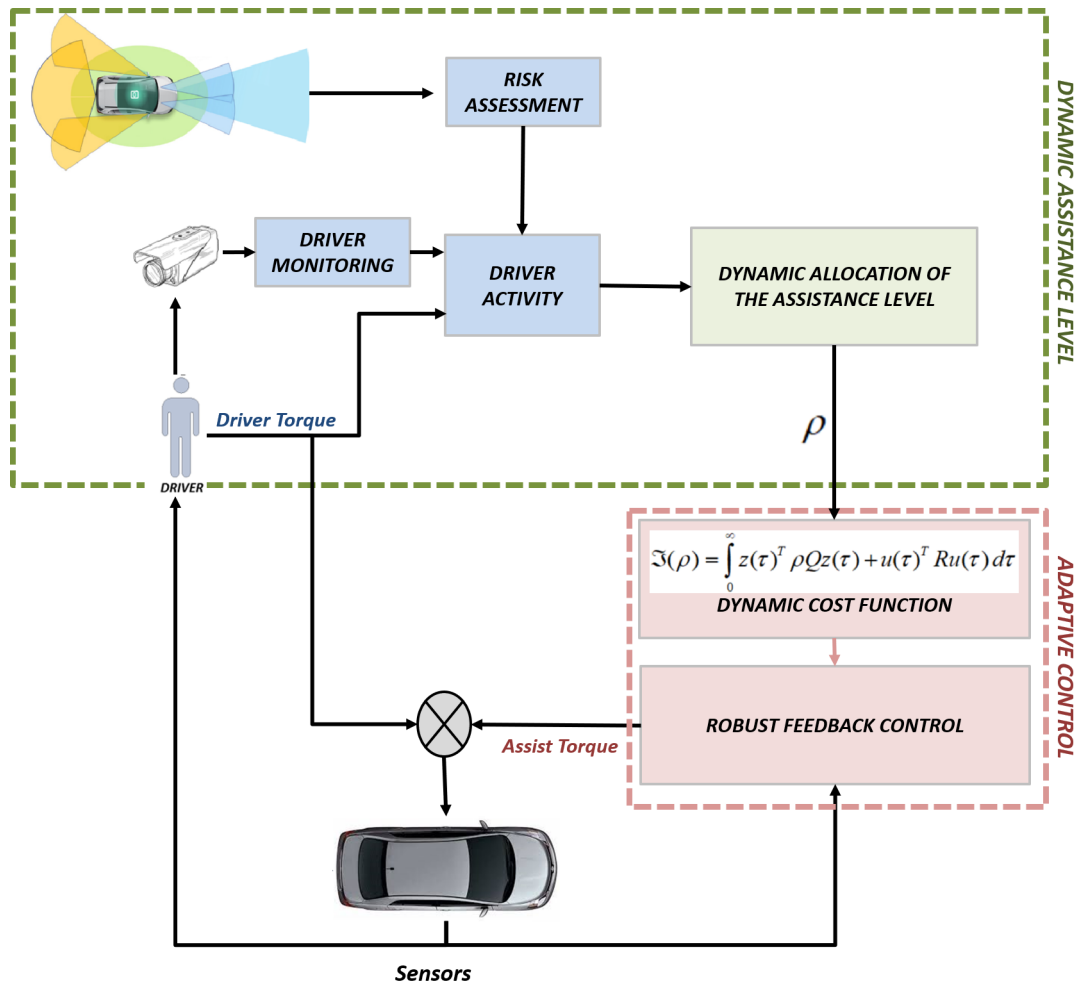 RISK
ASSESSMENT
DRIVER
MONITORING
DRIVER
ACTIVITY
DYNAMIC ALLOCATION OF
THE ASSISTANCE LEVEL
DYNAMIC ASSISTANCE LEVEL
Driver Torque
DRIVER
ρ
ℑ(ρ) = ∫₀^∞ z(τ)ᵀ ρQz(τ) + u(τ)ᵀ Ru(τ) dτ
DYNAMIC COST FUNCTION
ROBUST FEEDBACK CONTROL
ADAPTIVE CONTROL
Assist Torque
Sensors